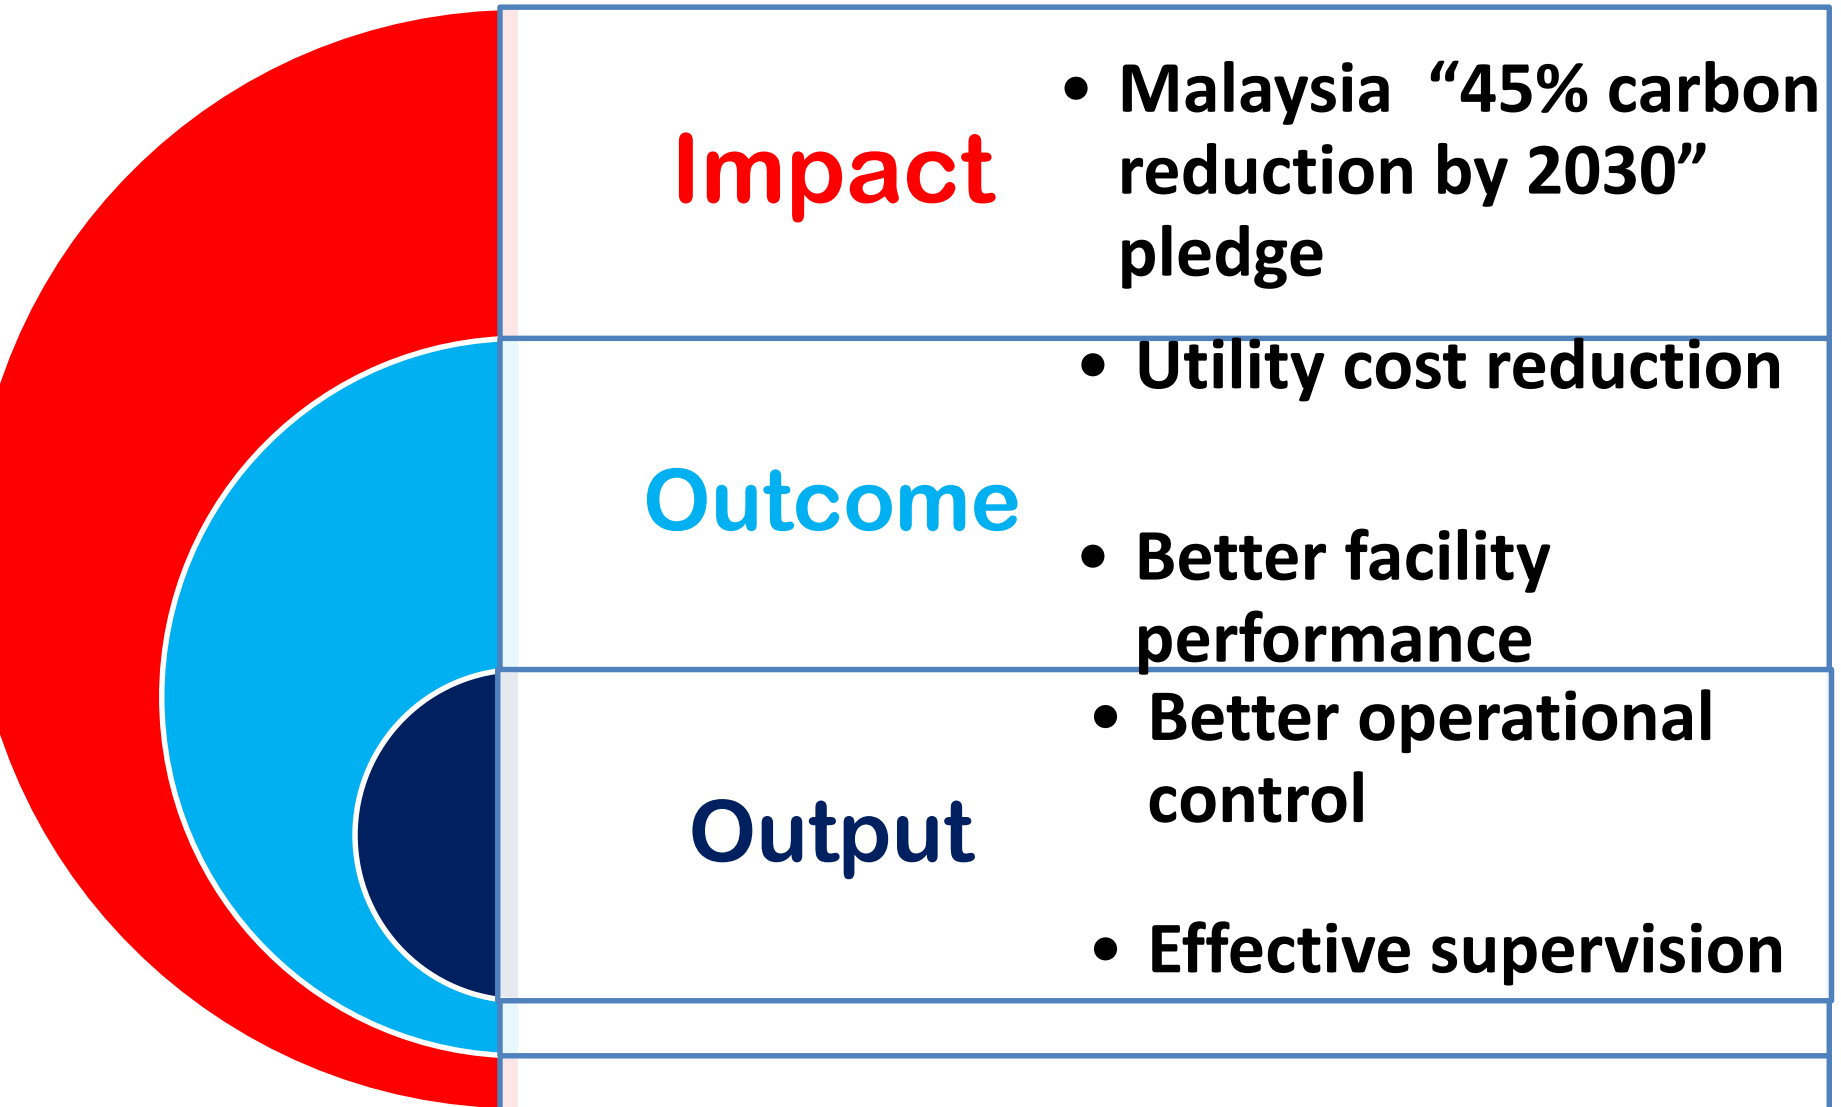 Impact
• Malaysia “45% carbon
reduction by 2030”
pledge
Outcome
• Utility cost reduction
• Better facility
performance
Output
• Better operational
control
• Effective supervision